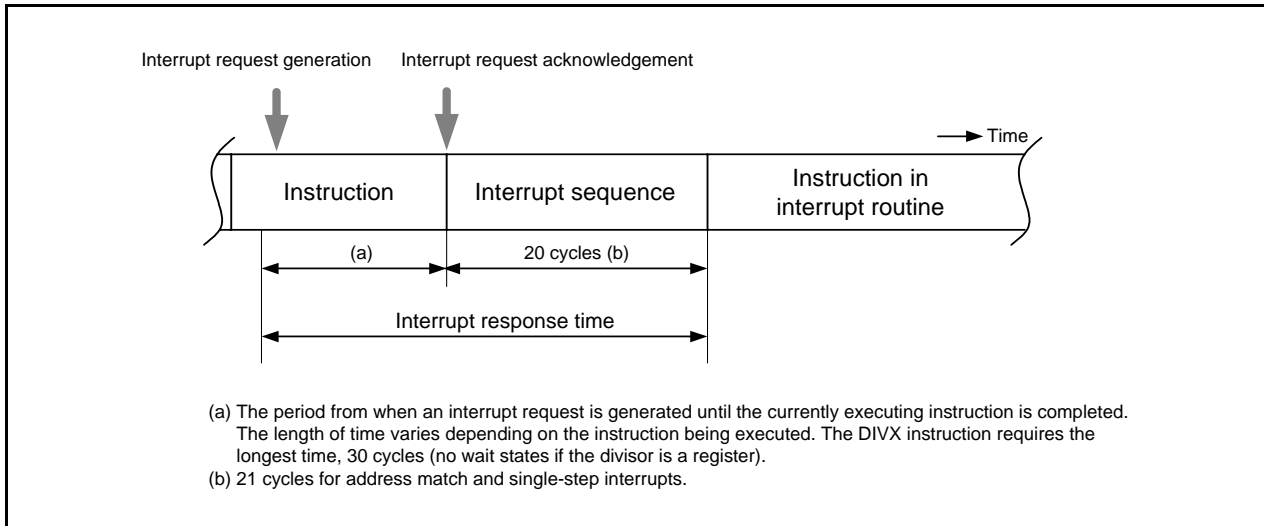 Interrupt request generation
Interrupt request acknowledgement
Time
Instruction
Interrupt sequence
Instruction in
interrupt routine
(a)
20 cycles (b)
Interrupt response time
(a) The period from when an interrupt request is generated until the currently executing instruction is completed.
The length of time varies depending on the instruction being executed. The DIVX instruction requires the
longest time, 30 cycles (no wait states if the divisor is a register).
(b) 21 cycles for address match and single-step interrupts.